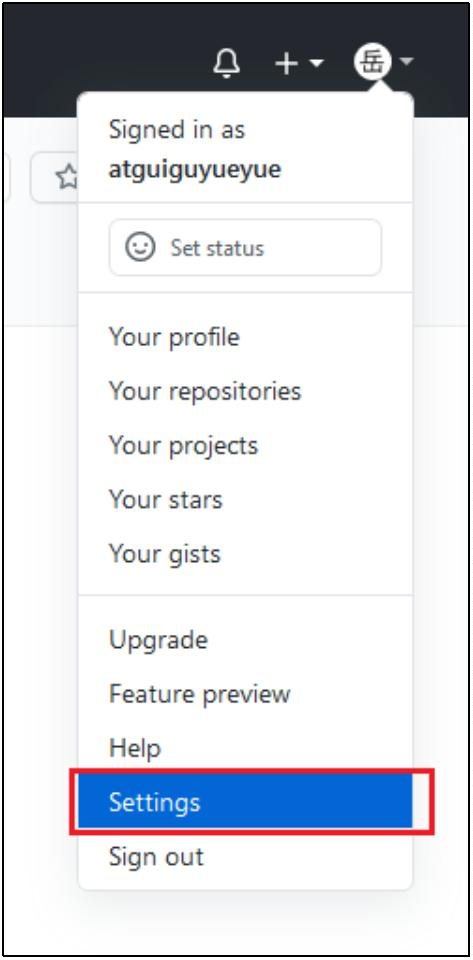 岳
Signed in as
atguiguyueyue
Set status
Your profile
Your repositories
Your projects
Your stars
Your gists
Upgrade
Feature preview
Help
Settings
Sign out